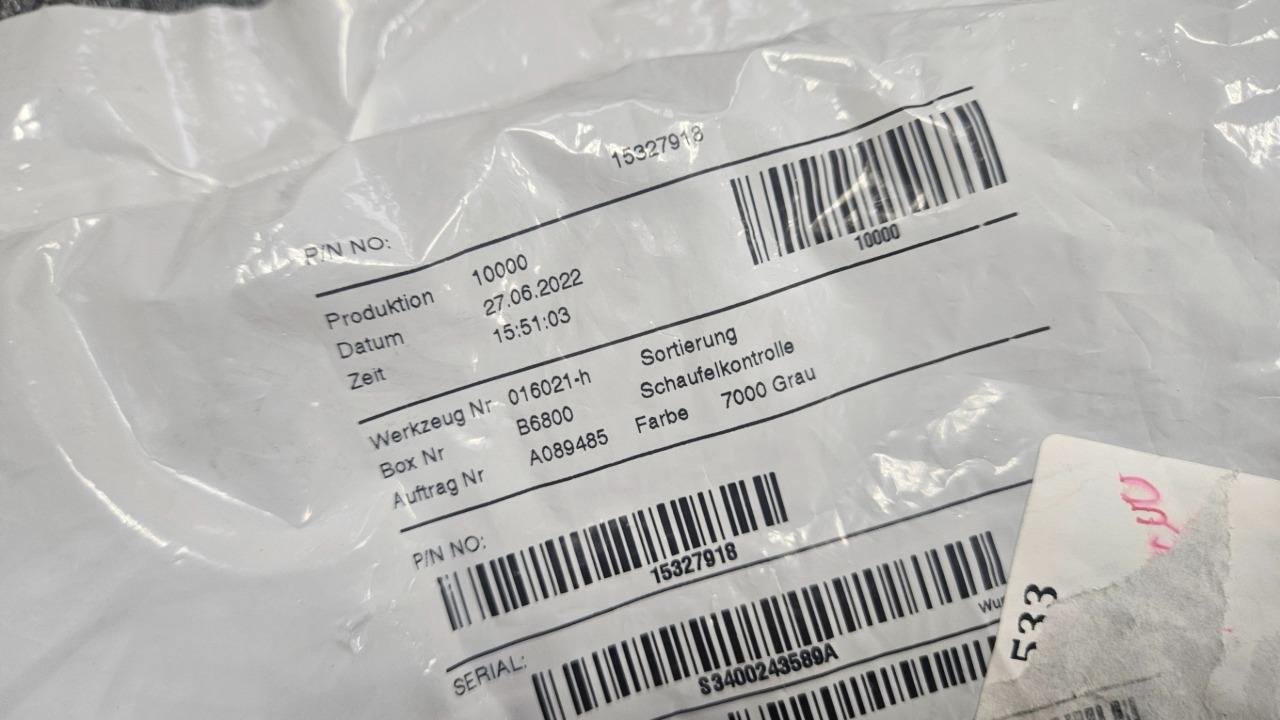 P/N NO: 15327918
Produktion 10000
Datum 27.06.2022
Zeit 15:51:03
10000
Werkzeug Nr 016021-h Sortierung
Box Nr B6800 Schaufelkontrolle
Auftrag Nr A089485 Farbe 7000 Grau
P/N NO:
15327918
SERIAL:
S3400243589A
533